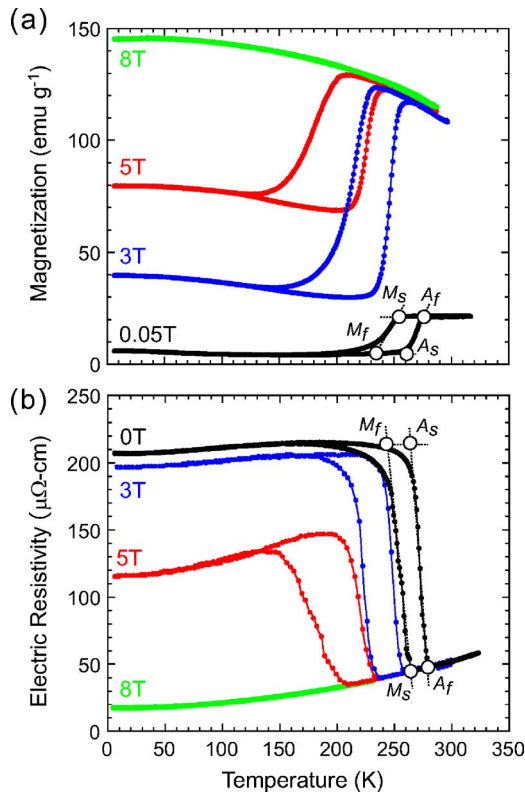 (a)
150
8T
100
5T
50
3T
0.05T
0
Magnetization (emu g⁻¹)
Ms
Af
Mf
As
(b)
250
0T
Mf
As
200
3T
150
5T
100
50
8T
Ms
Af
0
Electric Resistivity (μΩ-cm)
0 50 100 150 200 250 300 350
Temperature (K)